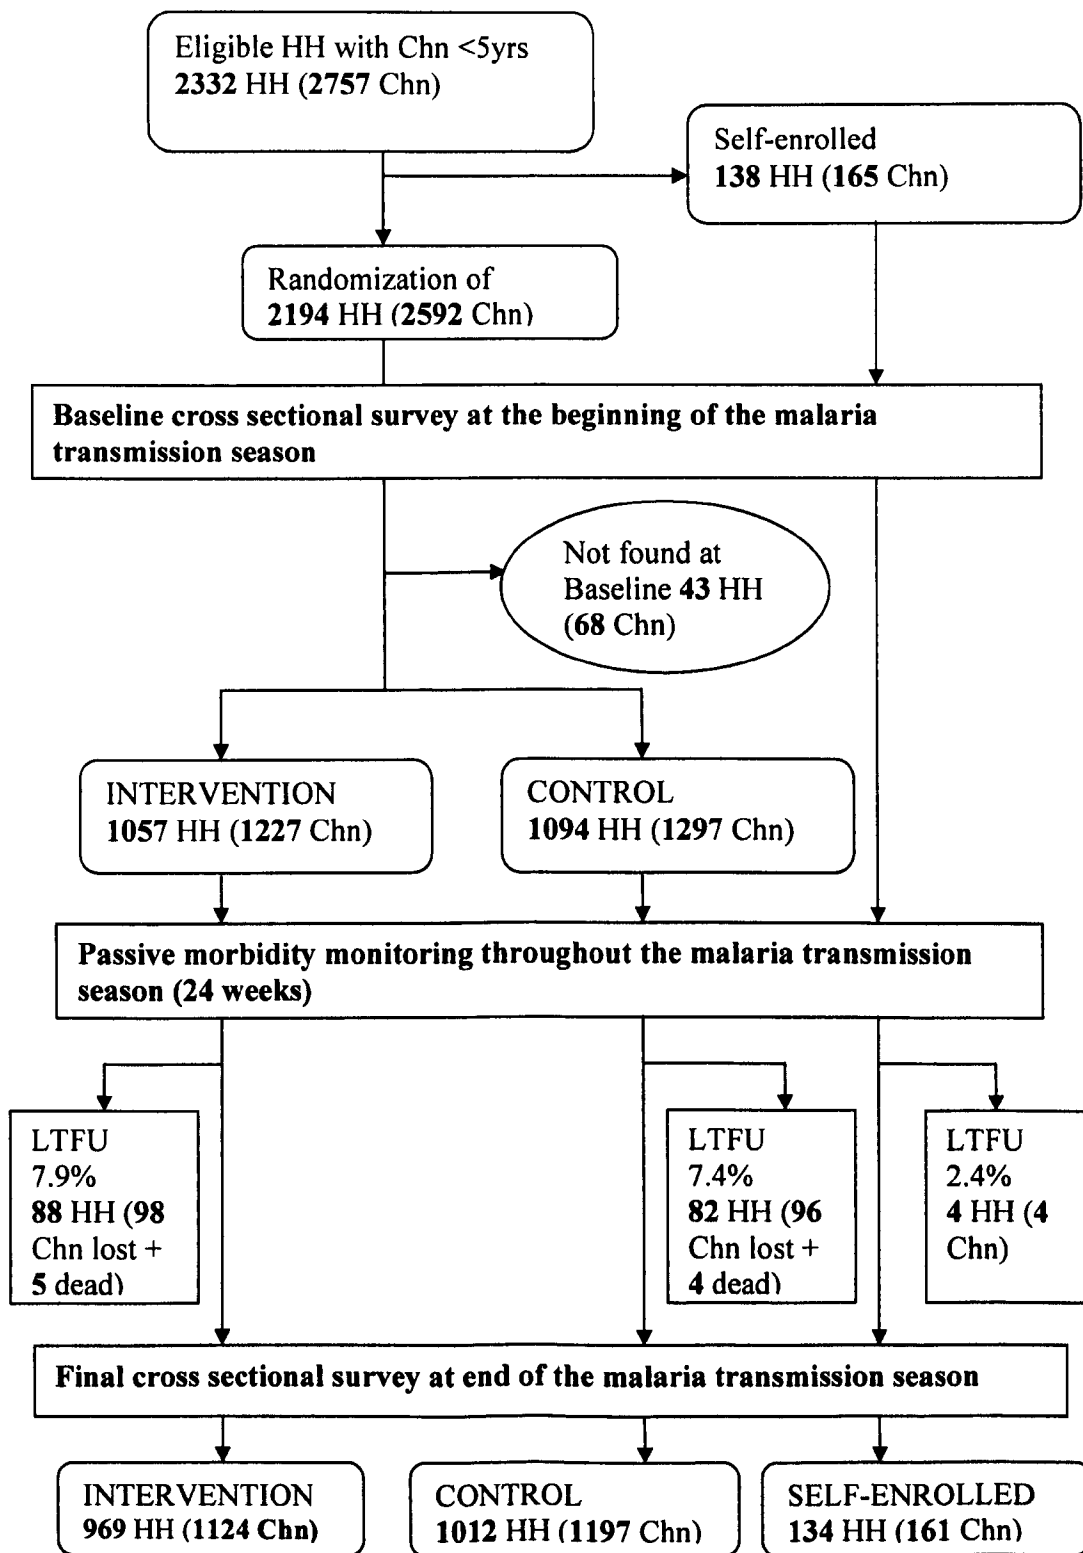 Eligible HH with Chn <5yrs
2332 HH (2757 Chn)
Self-enrolled
138 HH (165 Chn)
Randomization of
2194 HH (2592 Chn)
Baseline cross sectional survey at the beginning of the malaria
transmission season
Not found at
Baseline 43 HH
(68 Chn)
INTERVENTION
1057 HH (1227 Chn)
CONTROL
1094 HH (1297 Chn)
Passive morbidity monitoring throughout the malaria transmission
season (24 weeks)
LTFU
7.9%
88 HH (98
Chn lost +
5 dead)
LTFU
7.4%
82 HH (96
Chn lost +
4 dead)
LTFU
2.4%
4 HH (4
Chn)
Final cross sectional survey at end of the malaria transmission season
INTERVENTION
969 HH (1124 Chn)
CONTROL
1012 HH (1197 Chn)
SELF-ENROLLED
134 HH (161 Chn)